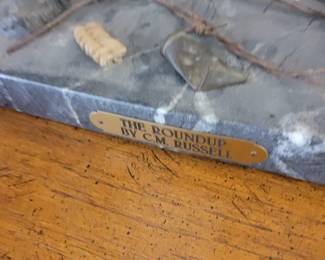 THE ROUNDUP
BY C.M. RUSSELL